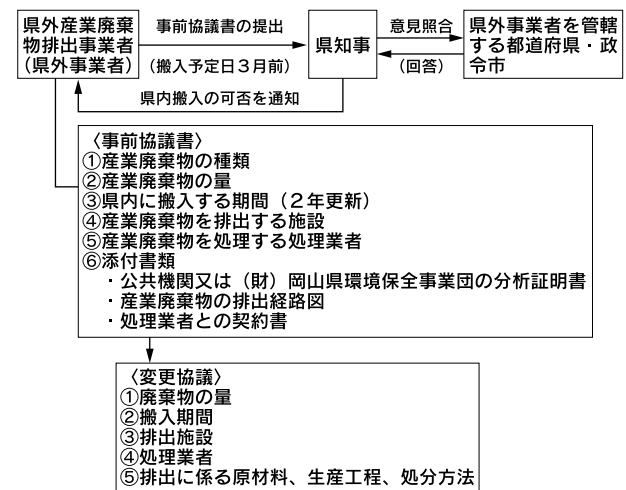 県外産業廃棄
物排出事業者
(県外事業者)
事前協議書の提出
(搬入予定日3月前)
県知事
意見照合
(回答)
県外事業者を管轄
する都道府県・政
令市
県内搬入の可否を通知
〈事前協議書〉
①産業廃棄物の種類
②産業廃棄物の量
③県内に搬入する期間(2年更新)
④産業廃棄物を排出する施設
⑤産業廃棄物を処理する処理業者
⑥添付書類
・公共機関又は(財)岡山県環境保全事業団の分析証明書
・産業廃棄物の排出経路図
・処理業者との契約書
〈変更協議〉
①廃棄物の量
②搬入期間
③排出施設
④処理業者
⑤排出に係る原材料、生産工程、処分方法